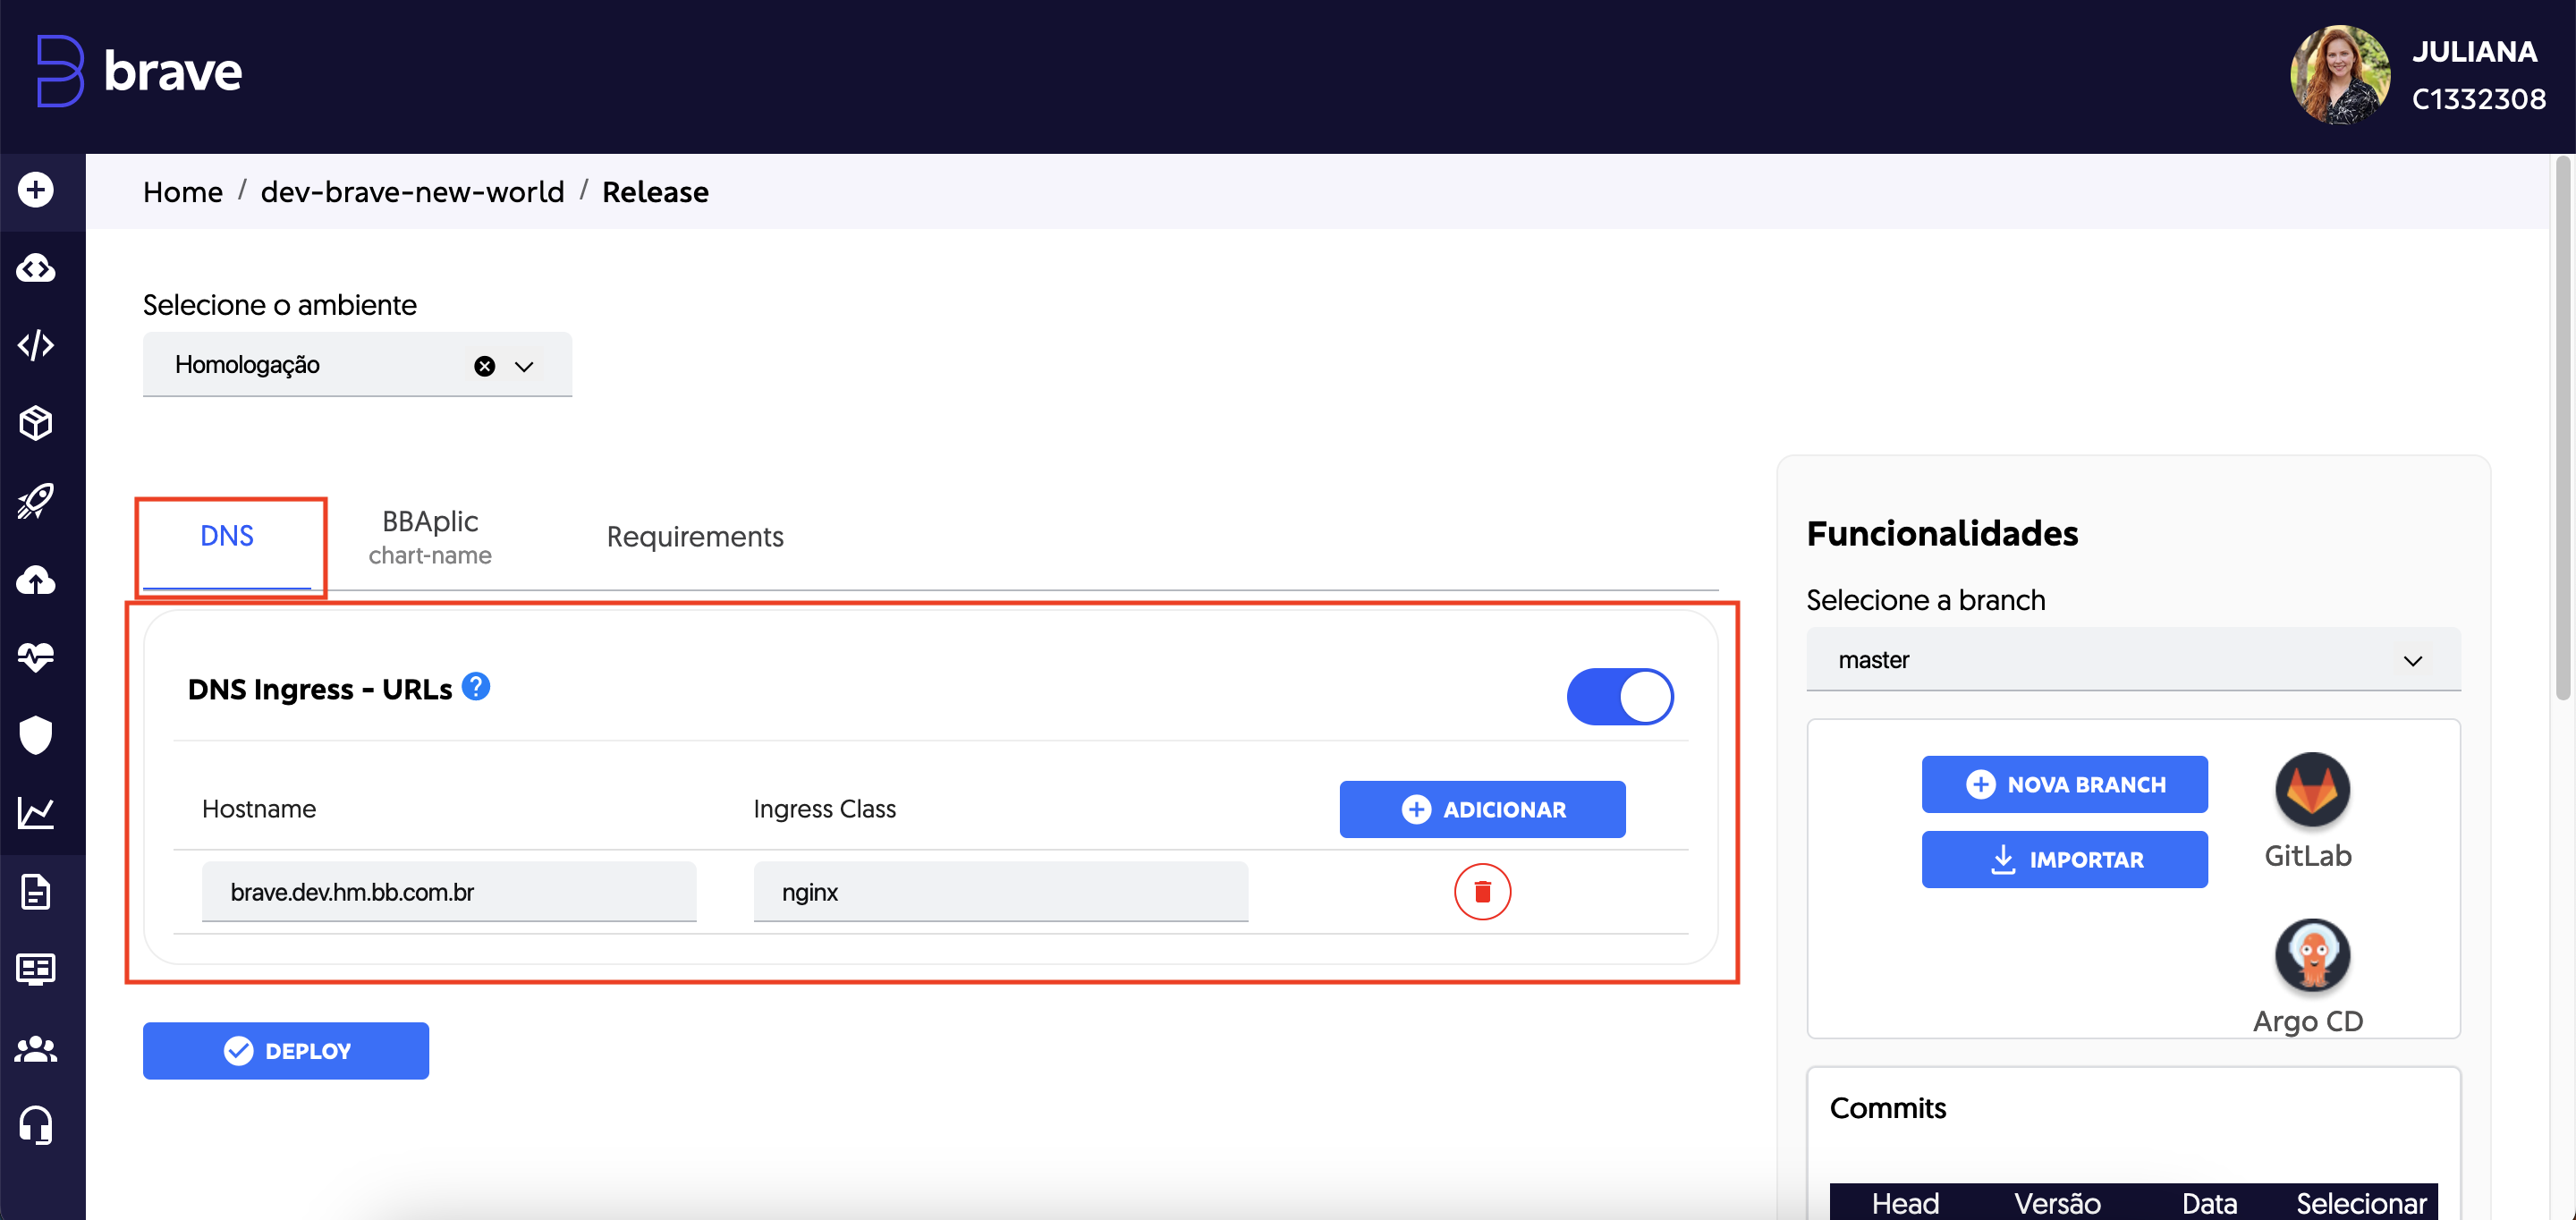 brave
JULIANA
C1332308
Home / dev-brave-new-world / Release
Selecione o ambiente
Homologação
DNS
BBAplic
chart-name
Requirements
DNS Ingress - URLs ?
Hostname
Ingress Class
ADICIONAR
brave.dev.hm.bb.com.br
nginx
DEPLOY
Funcionalidades
Selecione a branch
master
NOVA BRANCH
IMPORTAR
GitLab
Argo CD
Commits
Head Versão Data Selecionar